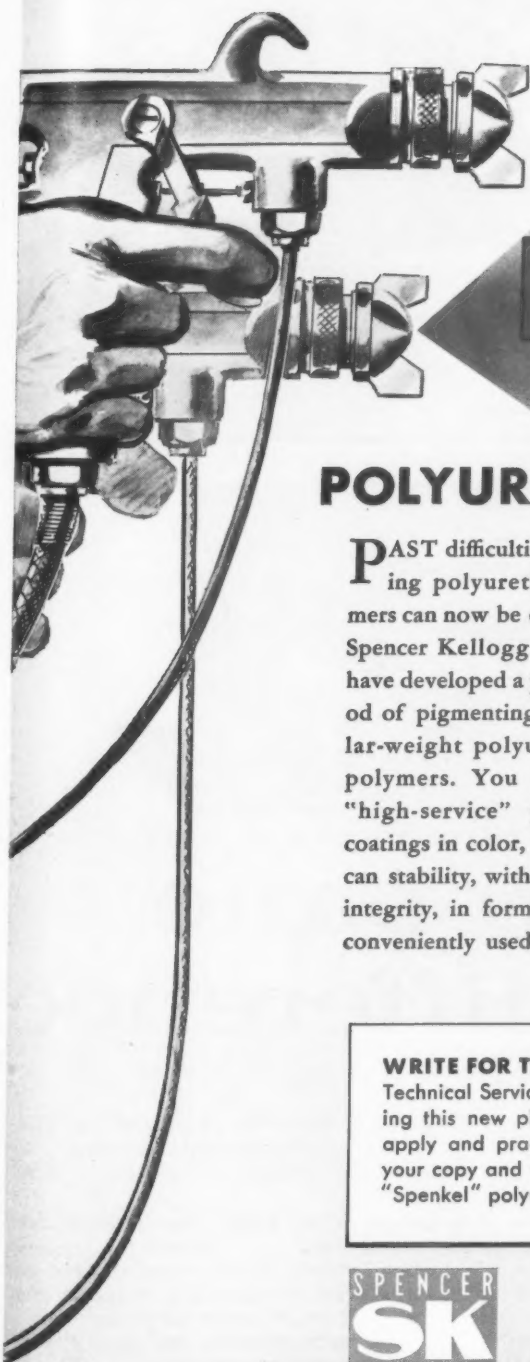 POLYUR
PAST difficulti
ing polyuret
mers can now be
Spencer Kellogg
have developed a
od of pigmenting
lar-weight polyu
polymers. You
"high-service"
coatings in color,
can stability, with
integrity, in form
conveniently used
WRITE FOR T
Technical Servic
ing this new p
apply and pra
your copy and
"Spenkel" poly
SPENCER
SK